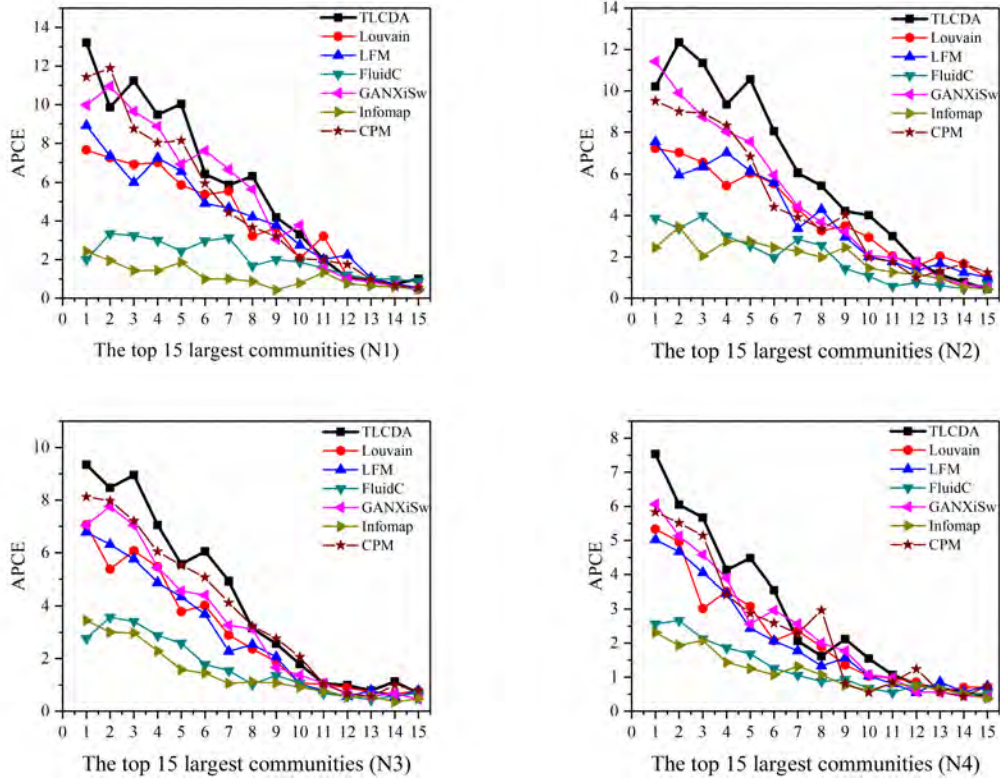 14
12
10
8
6
4
2
0
APCE
0 1 2 3 4 5 6 7 8 9 10 11 12 13 14 15
The top 15 largest communities (N1)
TLCDA
Louvain
LFM
FluidC
GANXiSw
Infomap
CPM
14
12
10
8
6
4
2
0
APCE
0 1 2 3 4 5 6 7 8 9 10 11 12 13 14 15
The top 15 largest communities (N2)
TLCDA
Louvain
LFM
FluidC
GANXiSw
Infomap
CPM
10
8
6
4
2
0
APCE
0 1 2 3 4 5 6 7 8 9 10 11 12 13 14 15
The top 15 largest communities (N3)
TLCDA
Louvain
LFM
FluidC
GANXiSw
Infomap
CPM
8
7
6
5
4
3
2
1
0
APCE
0 1 2 3 4 5 6 7 8 9 10 11 12 13 14 15
The top 15 largest communities (N4)
TLCDA
Louvain
LFM
FluidC
GANXiSw
Infomap
CPM